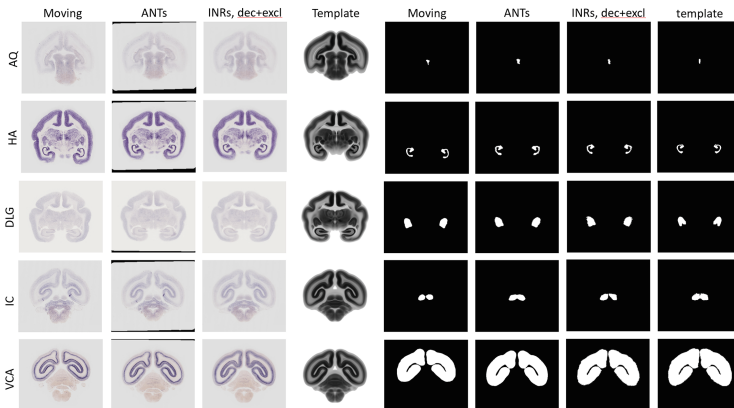 Moving ANTs INRs, dec+excl Template Moving ANTs INRs, dec+excl template
AQ
HA
DLG
IC
VCA